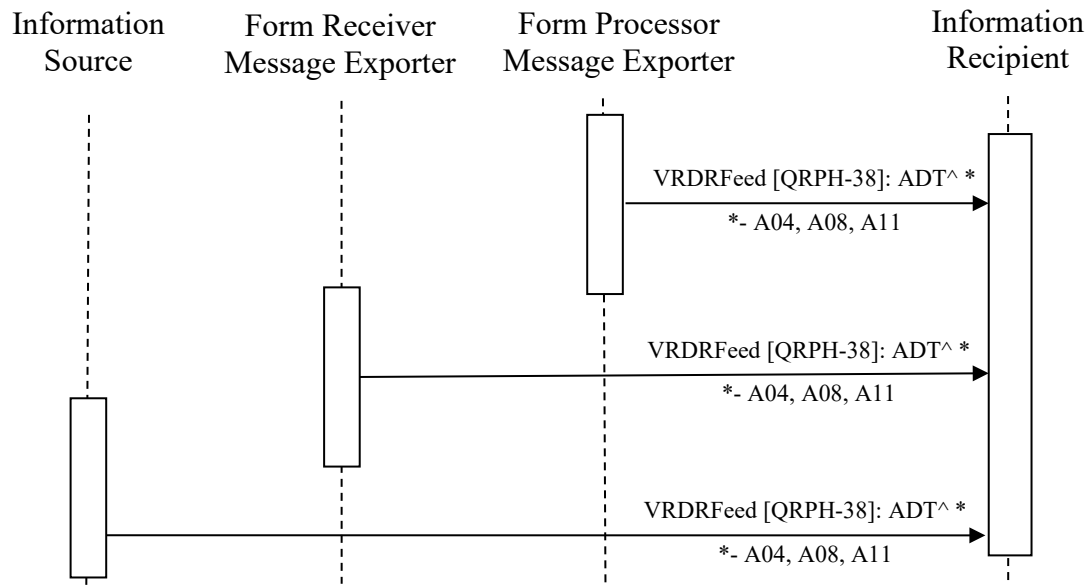 Information
Source
Form Receiver
Message Exporter
Form Processor
Message Exporter
Information
Recipient
VRDRFeed [QRPH-38]: ADT^ *
*- A04, A08, A11
VRDRFeed [QRPH-38]: ADT^ *
*- A04, A08, A11
VRDRFeed [QRPH-38]: ADT^ *
*- A04, A08, A11